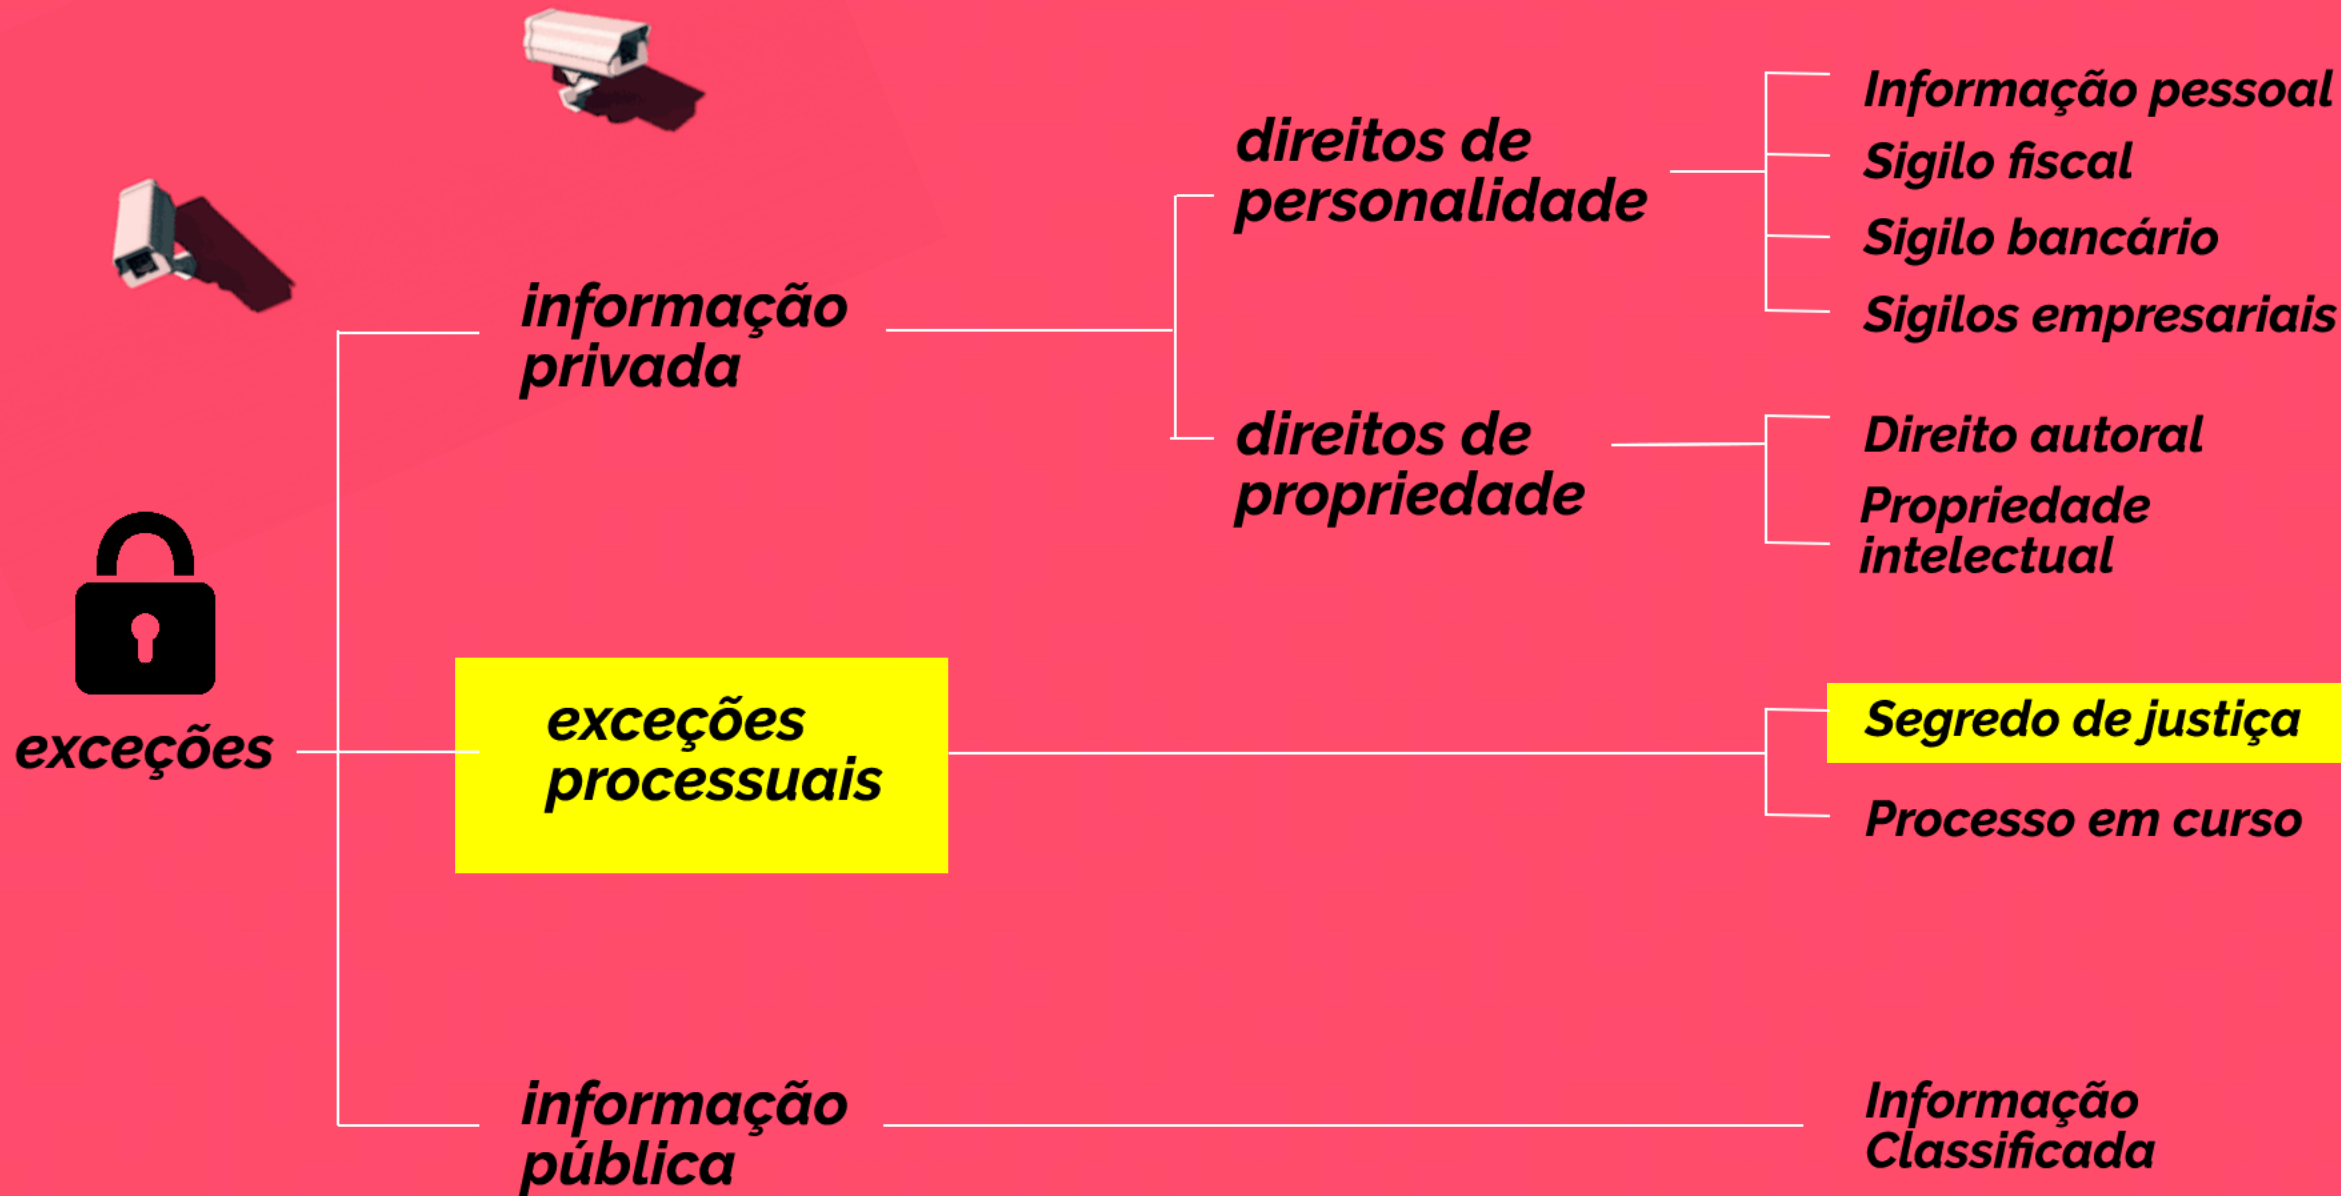 exceções
informação
privada
direitos de
personalidade
Informação pessoal
Sigilo fiscal
Sigilo bancário
Sigilos empresariais
direitos de
propriedade
Direito autoral
Propriedade
intelectual
exceções
processuais
Segredo de justiça
Processo em curso
informação
pública
Informação
Classificada